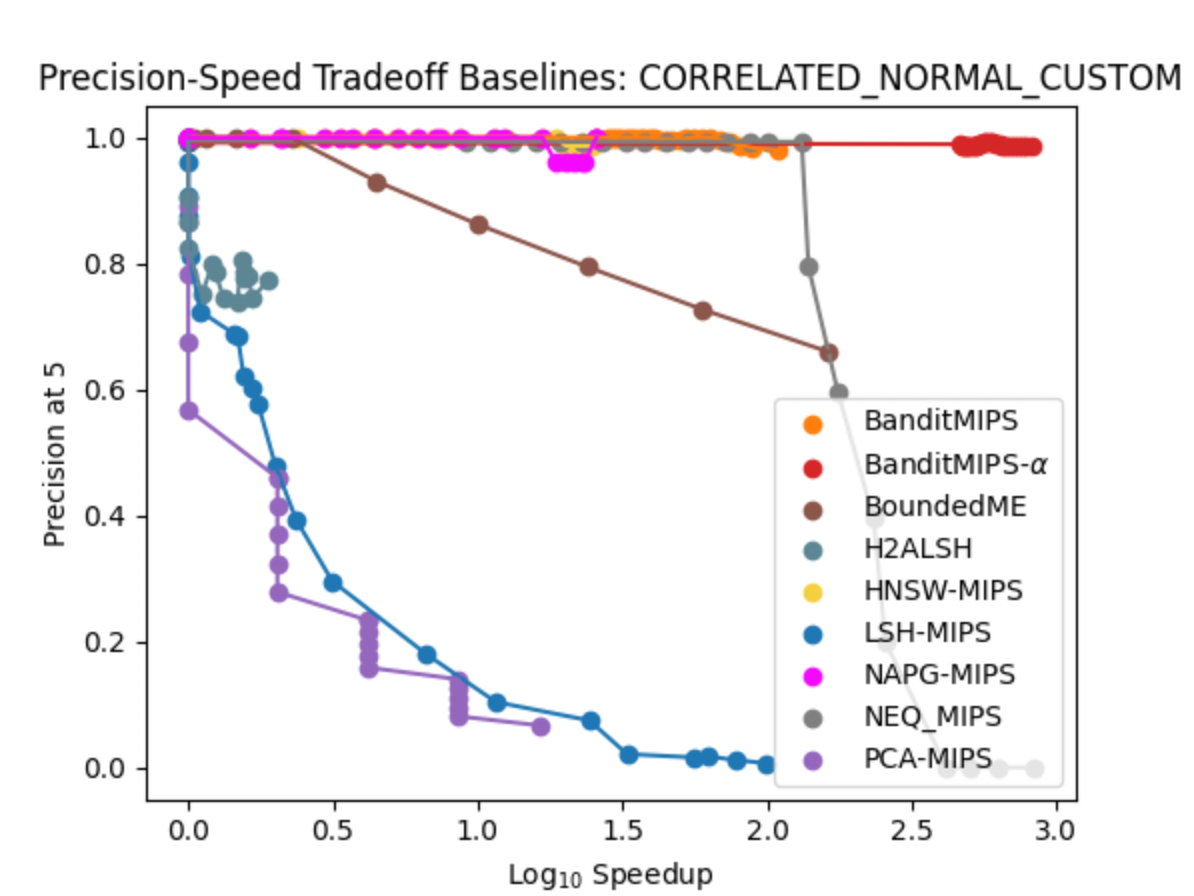 Precision-Speed Tradeoff Baselines: CORRELATED_NORMAL_CUSTOM
Precision at 5
1.0
0.8
0.6
0.4
0.2
0.0
BanditMIPS
BanditMIPS-α
BoundedME
H2ALSH
HNSW-MIPS
LSH-MIPS
NAPG-MIPS
NEQ_MIPS
PCA-MIPS
0.0 0.5 1.0 1.5 2.0 2.5 3.0
Log₁₀ Speedup